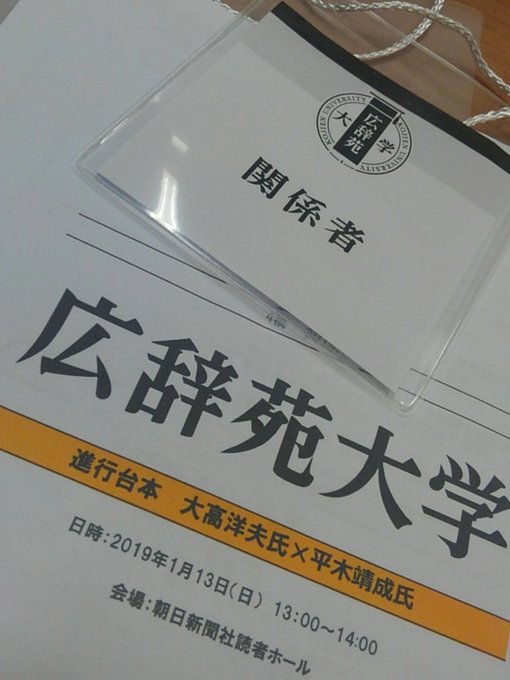 KOJIEN UNIVERSITY KOJIEN UNIVERSITY
広辞苑
大学
関係者
広辞苑大学
進行台本 大高洋夫氏×平木靖成氏
日時:2019年1月13日(日) 13:00~14:00
会場:朝日新聞社読者ホール